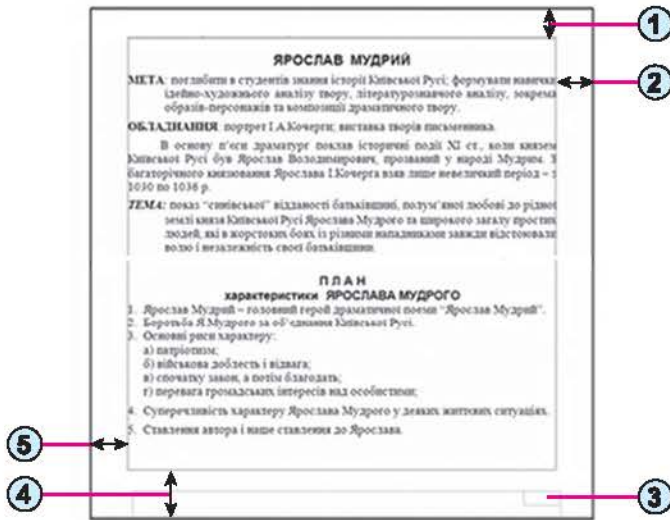 1
ЯРОСЛАВ МУДРИЙ
2
МЕТА: поглибити в студентів знання історії Київської Русі; формувати навички
ідейно-художнього аналізу твору, літературознавчого аналізу, зокрема
образів-персонажів та композиції драматичного твору.
ОБЛАДНАННЯ: портрет І.А.Кочерги; виставка творів письменника.
В основу п’єси драматург поклав історичні події XI ст., коли князем
Київської Русі був Ярослав Володимирович, прозваний у народі Мудрим. З
багаторічного князювання Ярослава І.Кочерга взяв лише невеличкий період – з
1030 по 1036 р.
ТЕМА: показ “синівської” відданості батьківщині, полум’яної любові до рідної
землі князя Київської Русі Ярослава Мудрого та широкого загалу простих
людей, які в жорстоких боях із різними нападниками завжди відстоювали
волю і незалежність своєї батьківщини.
П Л А Н
характеристики ЯРОСЛАВА МУДРОГО
1. Ярослав Мудрий – головний герой драматичної поеми “Ярослав Мудрий”.
2. Боротьба Я.Мудрого за об’єднання Київської Русі.
3. Основні риси характеру:
а) патріотизм;
б) військова доблесть і відвага;
в) спочатку закон, а потім благодать;
г) перевага громадських інтересів над особистими;
4. Суперечливість характеру Ярослава Мудрого у деяких життєвих ситуаціях.
5. Ставлення автора і наше ставлення до Ярослава.
5
4
3